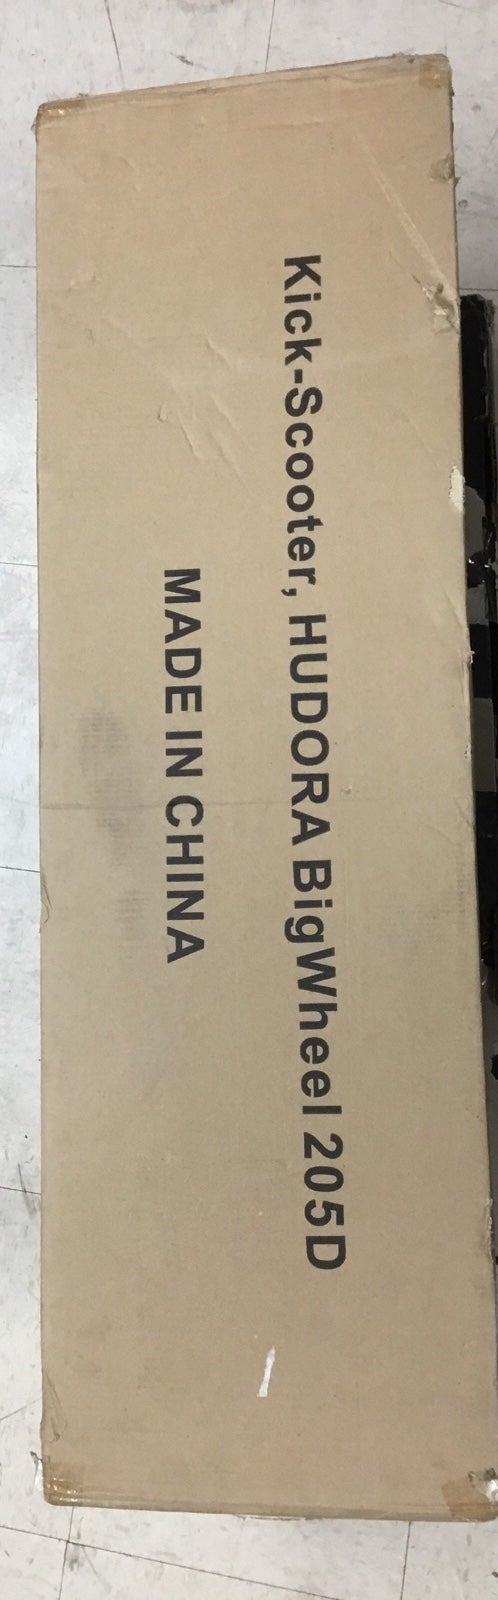 Kick-Scooter, HUDORA BigWheel 205D
MADE IN CHINA